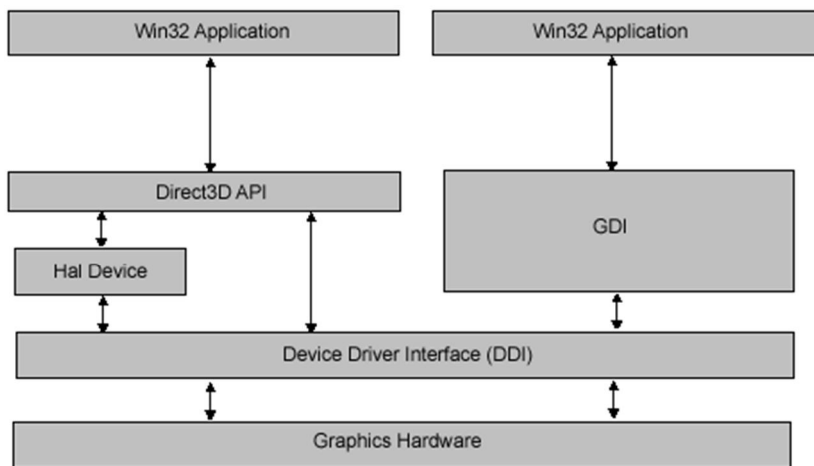 Win32 Application
Win32 Application
Direct3D API
GDI
Hal Device
Device Driver Interface (DDI)
Graphics Hardware